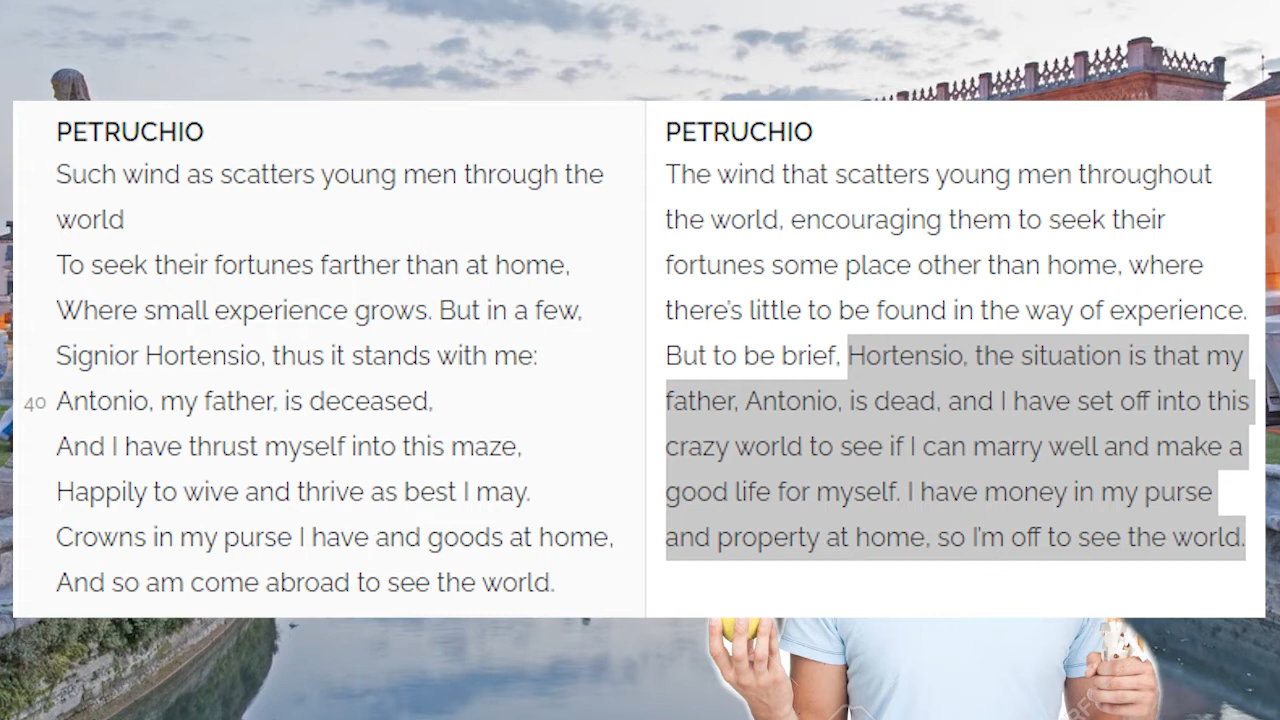 PETRUCHIO
Such wind as scatters young men through the
world
To seek their fortunes farther than at home,
Where small experience grows. But in a few,
Signior Hortensio, thus it stands with me:
40 Antonio, my father, is deceased,
And I have thrust myself into this maze,
Happily to wive and thrive as best I may.
Crowns in my purse I have and goods at home,
And so am come abroad to see the world.
PETRUCHIO
The wind that scatters young men throughout
the world, encouraging them to seek their
fortunes some place other than home, where
there's little to be found in the way of experience.
But to be brief, Hortensio, the situation is that my
father, Antonio, is dead, and I have set off into this
crazy world to see if I can marry well and make a
good life for myself. I have money in my purse
and property at home, so I'm off to see the world.